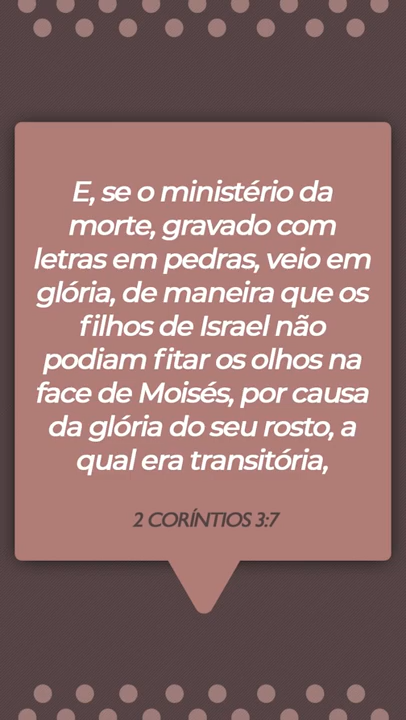 E, se o ministério da
morte, gravado com
letras em pedras, veio em
glória, de maneira que os
filhos de Israel não
podiam fitar os olhos na
face de Moisés, por causa
da glória do seu rosto, a
qual era transitória,
2 CORÍNTIOS 3:7